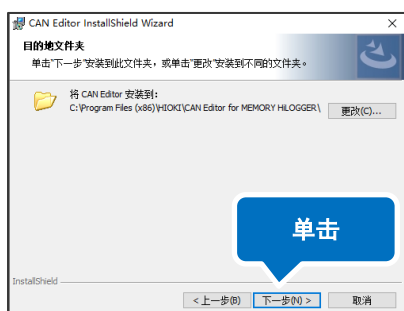 CAN Editor InstallShield Wizard
目的地文件夹
单击“下一步”安装到此文件夹，或单击“更改”安装到不同的文件夹。
将 CAN Editor 安装到：
C:\Program Files (x86)\HIOKI\CAN Editor for MEMORY HiLOGGER\
更改(C)...
单击
InstallShield
< 上一步(B)
下一步(N) >
取消